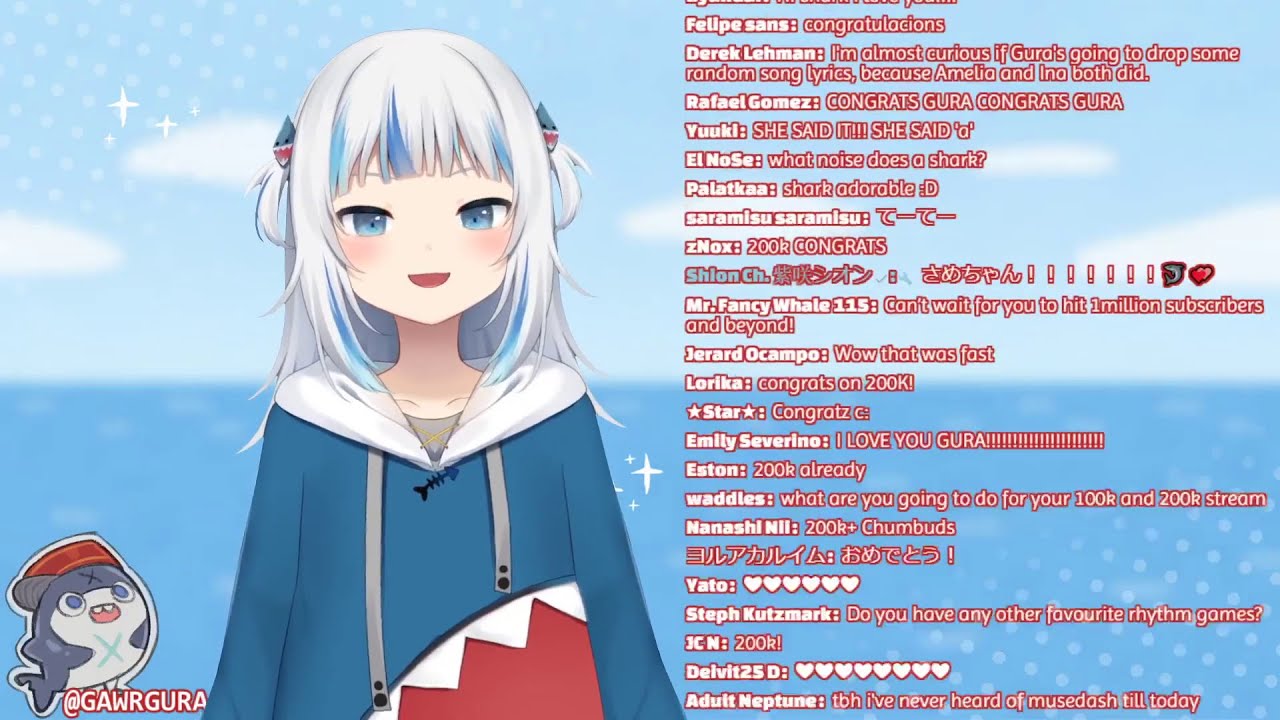 Felipe sans: congratulacions
Derek Lehman: I'm almost curious if Gura's going to drop some
random song lyrics, because Amelia and Ina both did.
Rafael Gomez: CONGRATS GURA CONGRATS GURA
Yuuki: SHE SAID IT!!! SHE SAID 'a'
El NoSe: what noise does a shark?
Palatkaa: shark adorable :D
saramisu saramisu: てーてー
zNox: 200k CONGRATS
Shion Ch. 紫咲シオン : さめちゃん！！！！！！！
Mr. Fancy Whale 115: Can't wait for you to hit 1million subscribers
and beyond!
Jerard Ocampo: Wow that was fast
Lorika: congrats on 200K!
★Star★: Congratz c:
Emily Severino: I LOVE YOU GURA!!!!!!!!!!!!!!!!!!!!!!
Eston: 200k already
waddles: what are you going to do for your 100k and 200k stream
Nanashi Nii: 200k+ Chumbuds
ヨルアカルイム: おめでとう！
Yato: ♥♥♥♥♥♥
Steph Kutzmark: Do you have any other favourite rhythm games?
JC N: 200k!
Deivit25 D: ♥♥♥♥♥♥♥♥
Adult Neptune: tbh i've never heard of musedash till today
@GAWRGURA